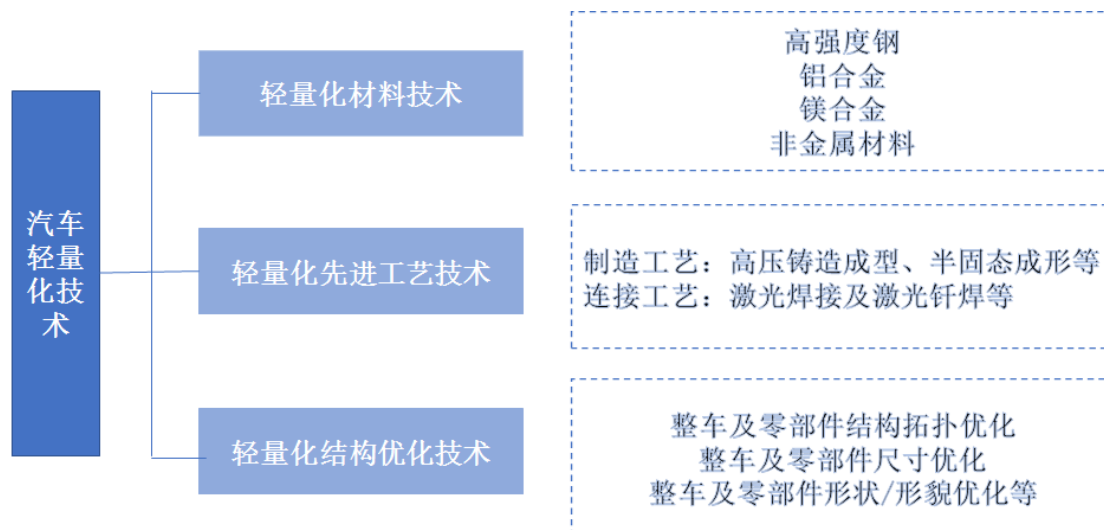 汽车
轻量
化技
术
轻量化材料技术
高强度钢
铝合金
镁合金
非金属材料
轻量化先进工艺技术
制造工艺：高压铸造成型、半固态成形等
连接工艺：激光焊接及激光钎焊等
轻量化结构优化技术
整车及零部件结构拓扑优化
整车及零部件尺寸优化
整车及零部件形状/形貌优化等